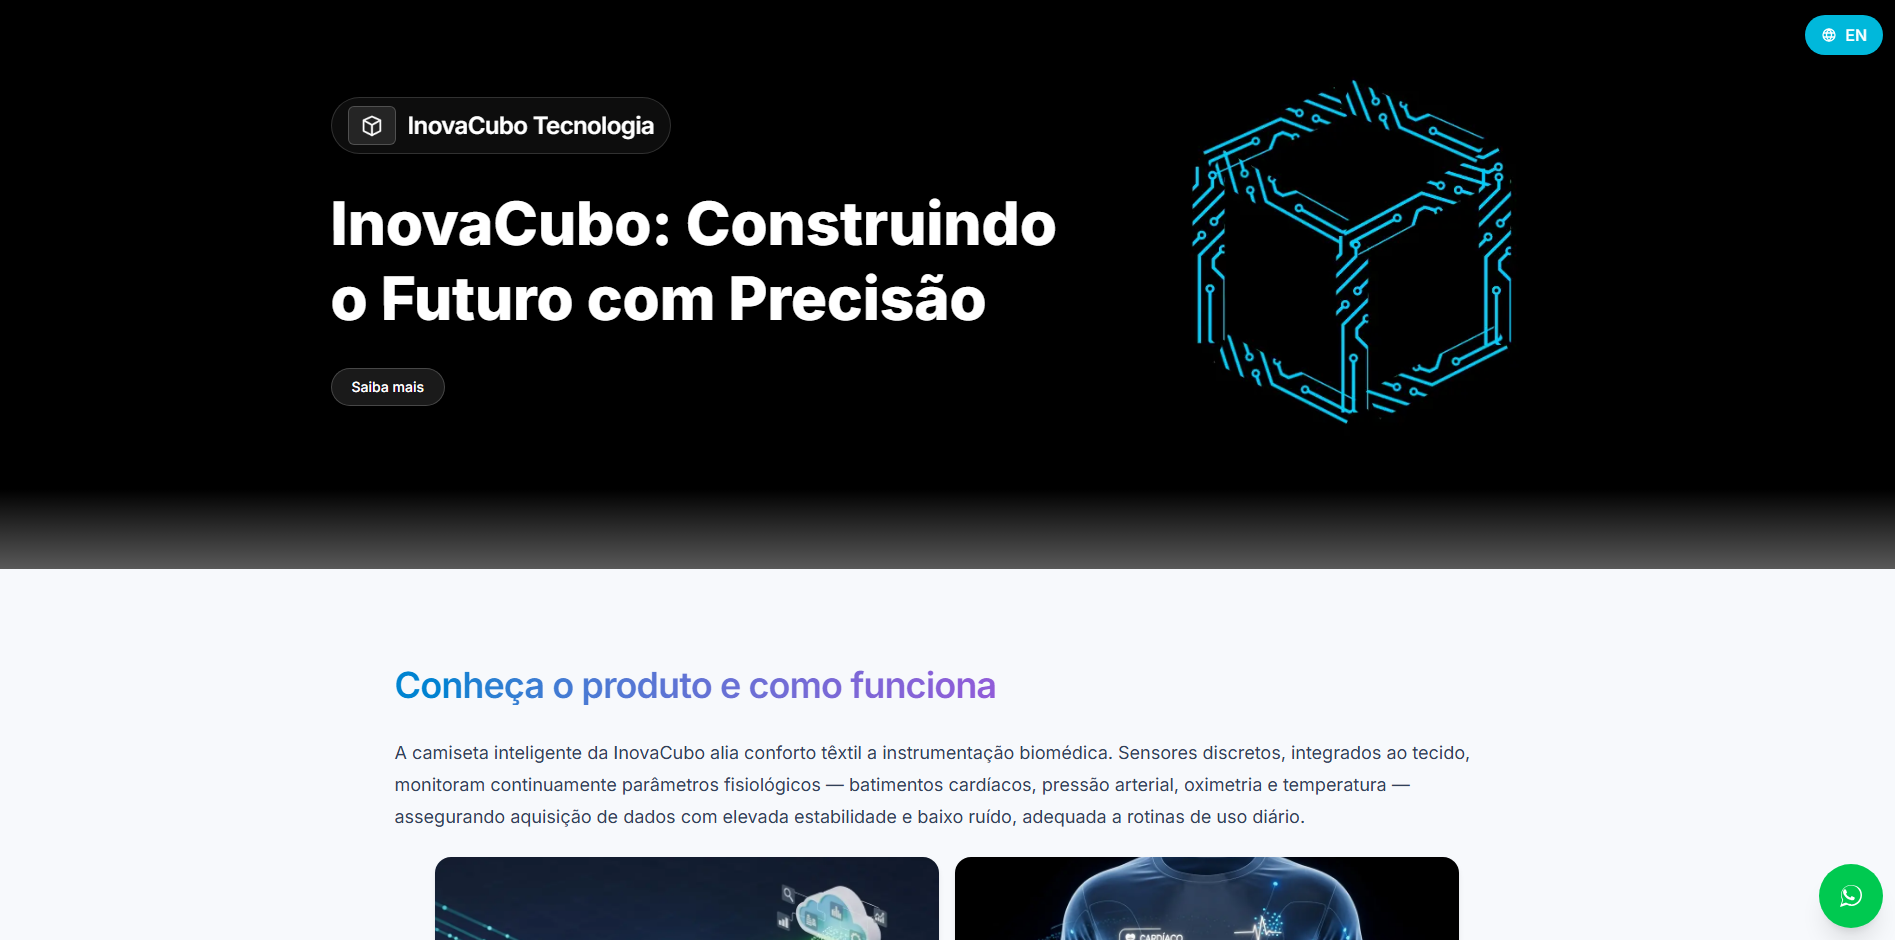 EN
InovaCubo Tecnologia
InovaCubo: Construindo
o Futuro com Precisão
Saiba mais
Conheça o produto e como funciona
A camiseta inteligente da InovaCubo alia conforto têxtil a instrumentação biomédica. Sensores discretos, integrados ao tecido,
monitoram continuamente parâmetros fisiológicos — batimentos cardíacos, pressão arterial, oximetria e temperatura —
assegurando aquisição de dados com elevada estabilidade e baixo ruído, adequada a rotinas de uso diário.
CARDÍACO